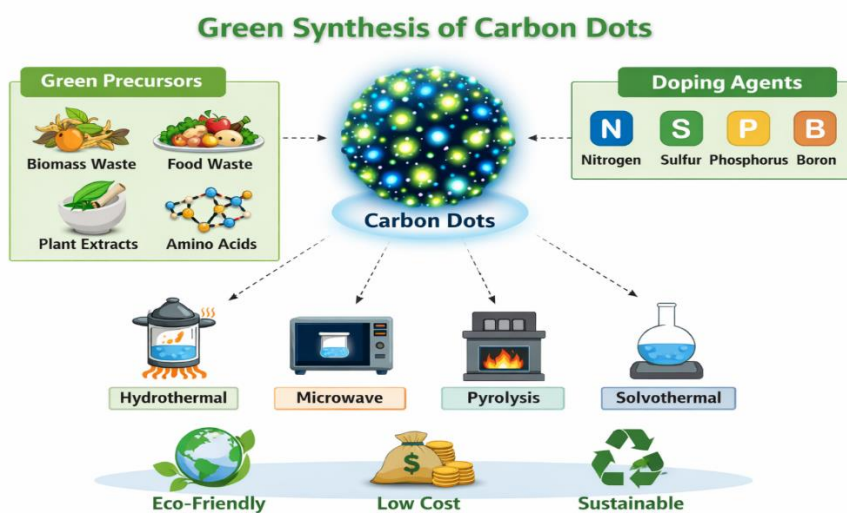 Green Synthesis of Carbon Dots
Green Precursors
Biomass Waste
Food Waste
Plant Extracts
Amino Acids
Doping Agents
N
S
P
B
Nitrogen
Sulfur
Phosphorus
Boron
Carbon Dots
Hydrothermal
Microwave
Pyrolysis
Solvothermal
$
Eco-Friendly
Low Cost
Sustainable